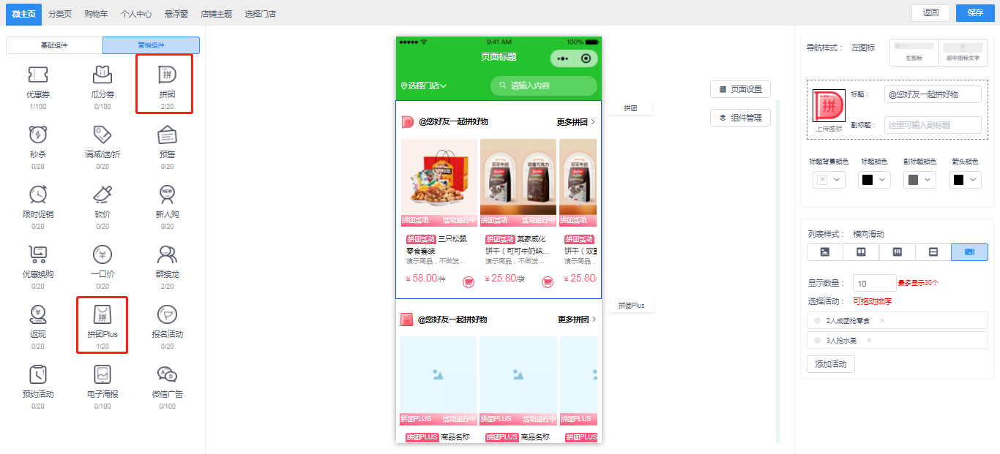 微主页 分类页 购物车 个人中心 悬浮窗 店铺主题 选择门店 返回 保存
基础组件 营销组件
优惠券 瓜分券 拼团
1/100 0/100 2/20
秒杀 满减/送/折 预售
0/20 0/20 0/20
限时促销 砍价 新人购
0/20 0/20 0/20
优惠换购 一口价 群接龙
0/20 0/20 2/20
返现 拼团Plus 报名活动
0/20 1/20 0/20
预约活动 电子海报 微信广告
0/20 0/100 0/100
9:41 AM 100%
页面标题
选择门店 请输入内容
@您好友一起拼好物 更多拼团
可可牛奶 双重巧克力 可可牛奶
拼团活动 活动进行中 拼团活动 活动进行中 拼团活动
拼团活动 三只松鼠 拼团活动 莱家威化 拼团活动
零食套装 饼干（可可牛奶味... 饼干（双重
演示商品，不做发... 演示商品，不做发... 演示商品
¥ 58.00/件 ¥ 25.80/袋 ¥ 25.80/
@您好友一起拼好物 更多拼团
拼团PLUS 活动进行中 拼团PLUS 活动进行中 拼团PLUS
拼团PLUS 商品名称 拼团PLUS 商品名称 拼团PLUS
拼团
拼团Plus
页面设置
组件管理
导航样式： 左图标 左图标 居中图标文字
拼 标题： @您好友一起拼好物
上传图标 副标题： 这里可输入副标题
标题背景颜色 标题颜色 副标题颜色 箭头颜色
列表样式： 横向滑动
显示数量： 10 最多显示30个
选择活动： 可拖动排序
2人成团抢零食 ×
3人抢水果 ×
添加活动